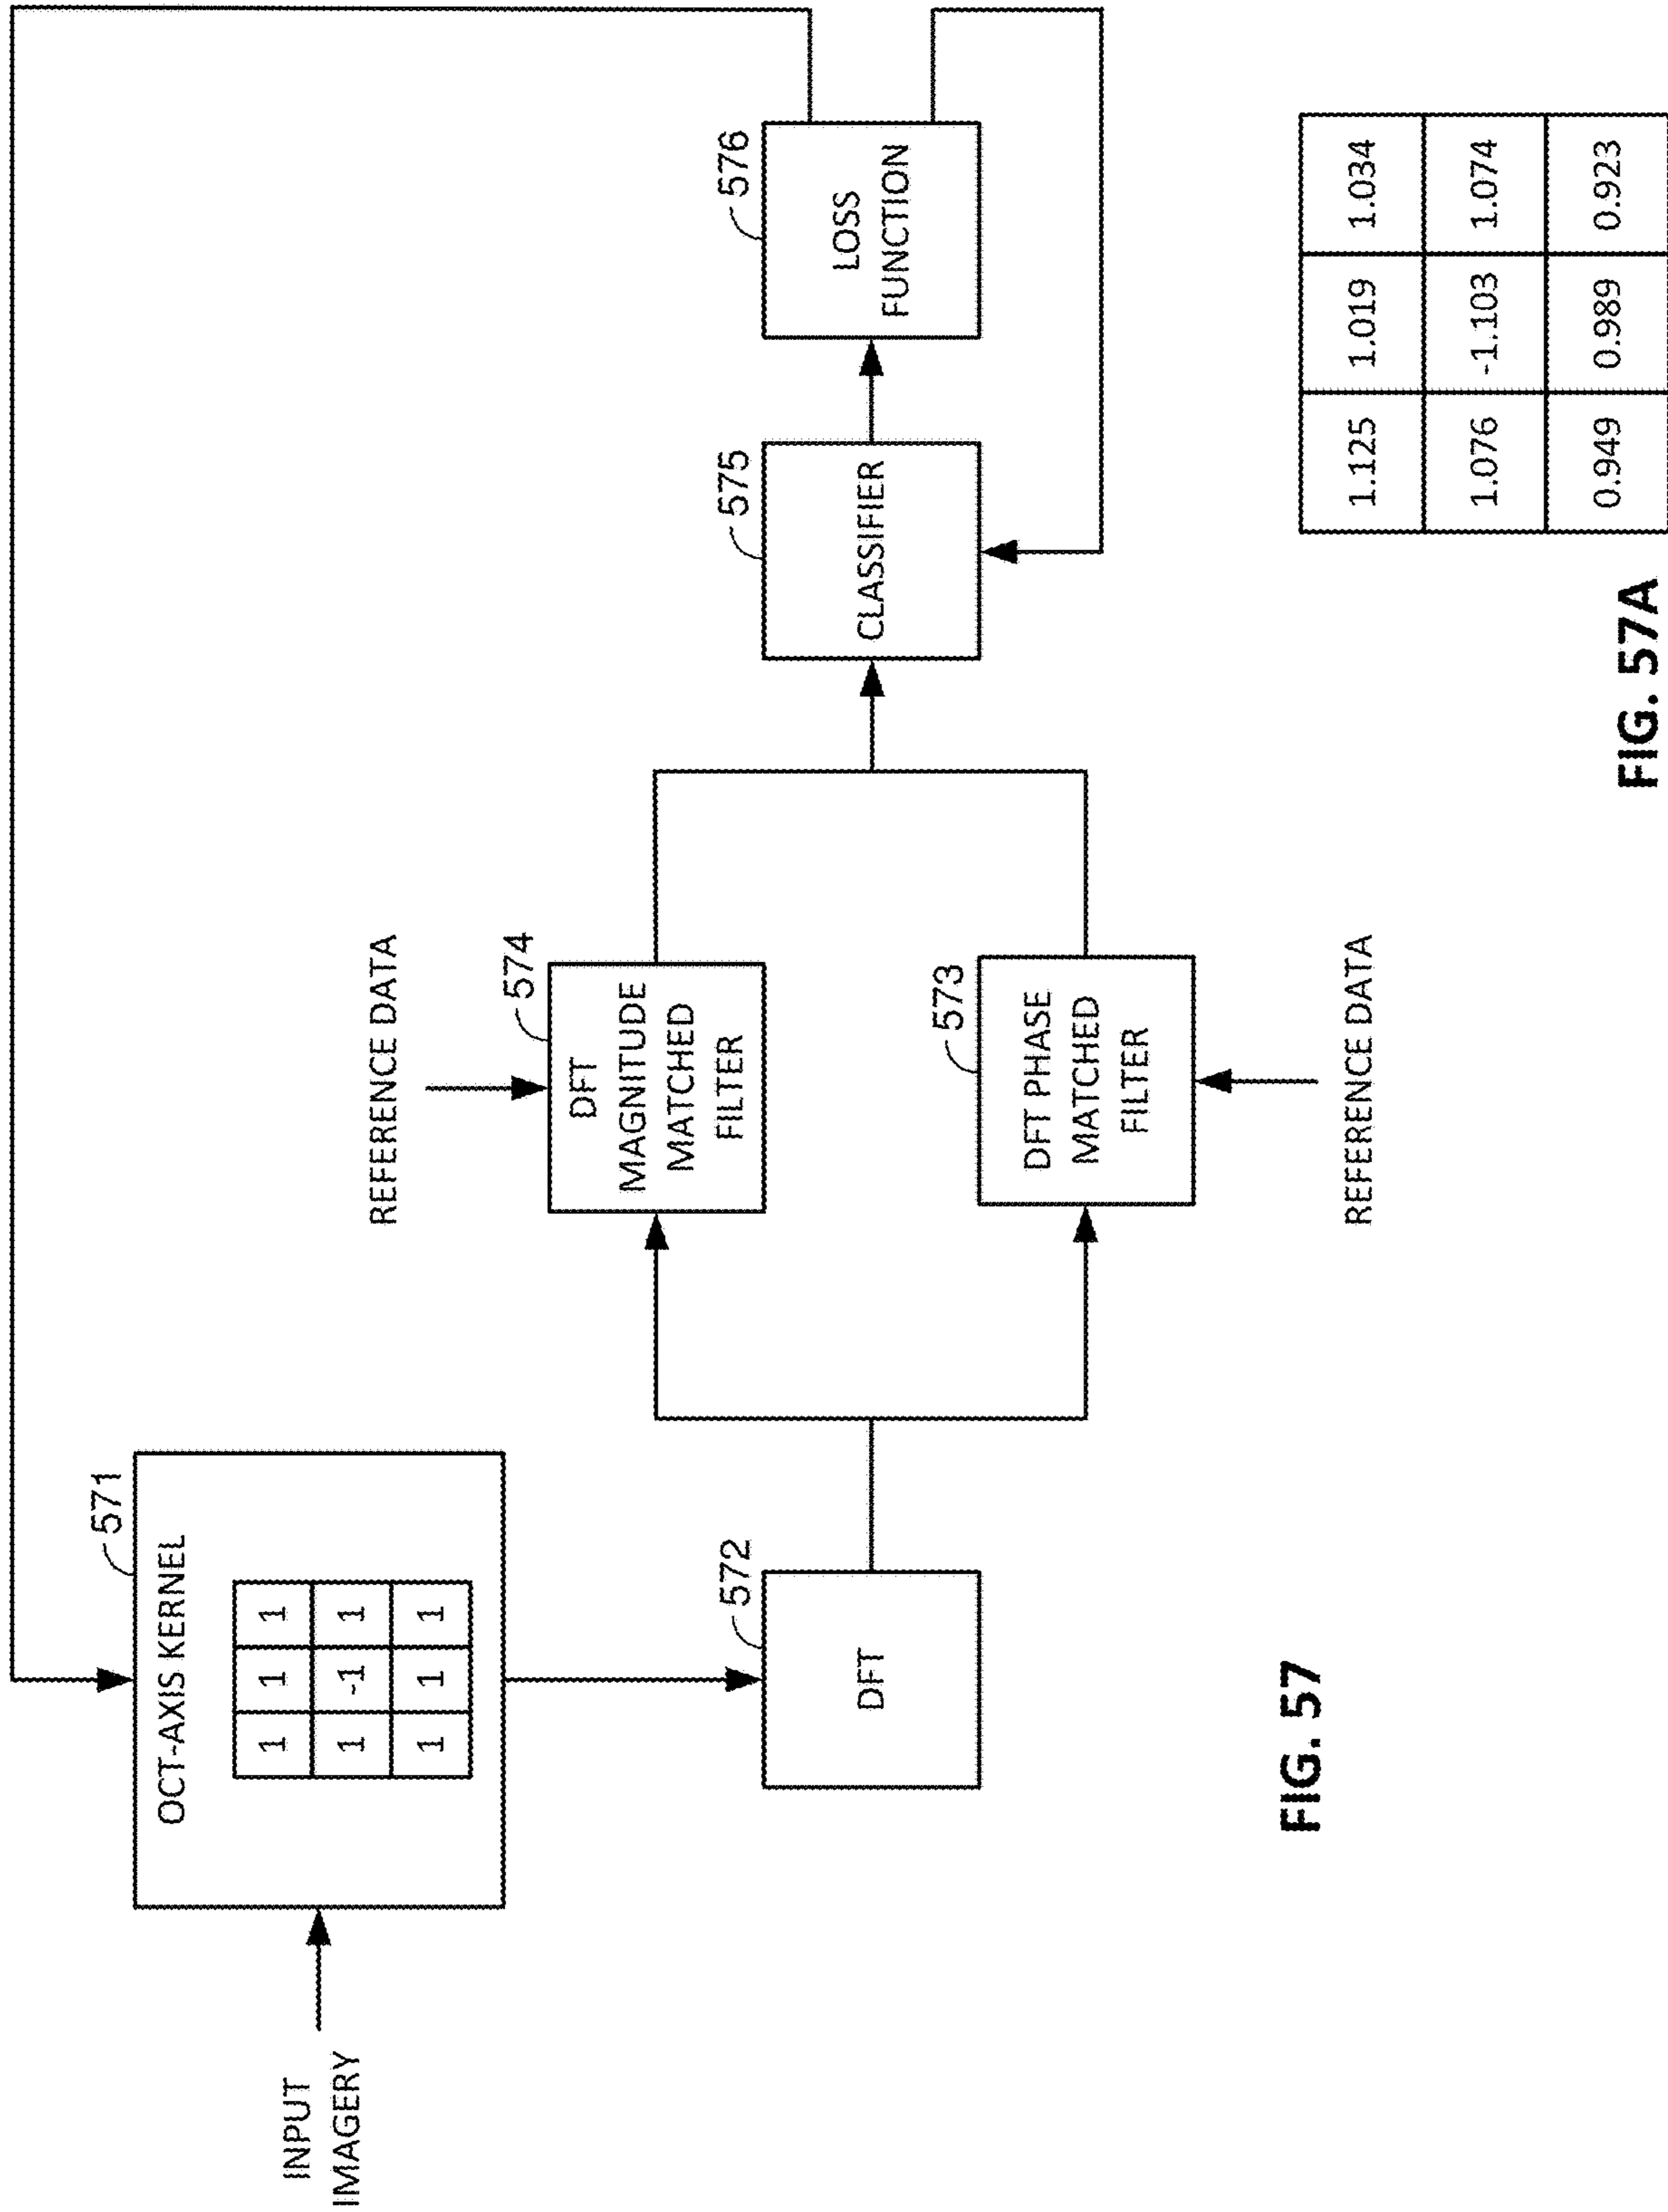 INPUT
IMAGERY
571
OCT-AXIS KERNEL
1 1 1
1 -1 1
1 1 1
572
DFT
REFERENCE DATA
574
DFT
MAGNITUDE
MATCHED
FILTER
573
DFT PHASE
MATCHED
FILTER
REFERENCE DATA
575
CLASSIFIER
576
LOSS
FUNCTION
FIG. 57
1.125 1.019 1.034
1.076 -1.103 1.074
0.949 0.989 0.923
FIG. 57A